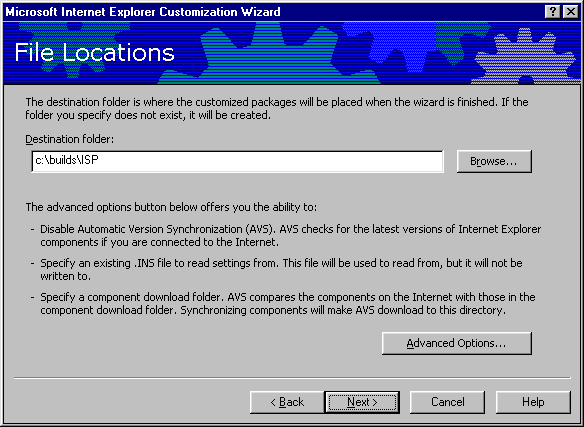 Microsoft Internet Explorer Customization Wizard
File Locations
The destination folder is where the customized packages will be placed when the wizard is finished. If the
folder you specify does not exist, it will be created.
Destination folder:
c:\builds\ISP
Browse...
The advanced options button below offers you the ability to:
- Disable Automatic Version Synchronization (AVS). AVS checks for the latest versions of Internet Explorer
components if you are connected to the Internet.
- Specify an existing .INS file to read settings from. This file will be used to read from, but it will not be
written to.
- Specify a component download folder. AVS compares the components on the Internet with those in the
component download folder. Synchronizing components will make AVS download to this directory.
Advanced Options...
< Back
Next >
Cancel
Help